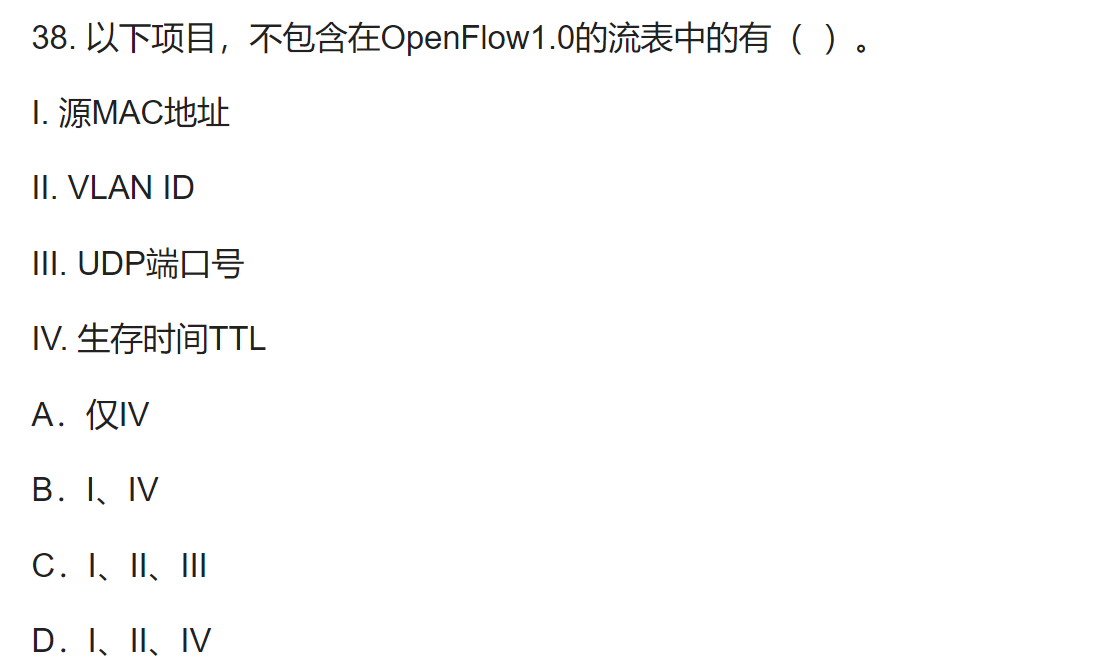 38. 以下项目，不包含在OpenFlow1.0的流表中的有（  ）。
I. 源MAC地址
II. VLAN ID
III. UDP端口号
IV. 生存时间TTL
A．仅IV
B．I、IV
C．I、II、III
D．I、II、IV